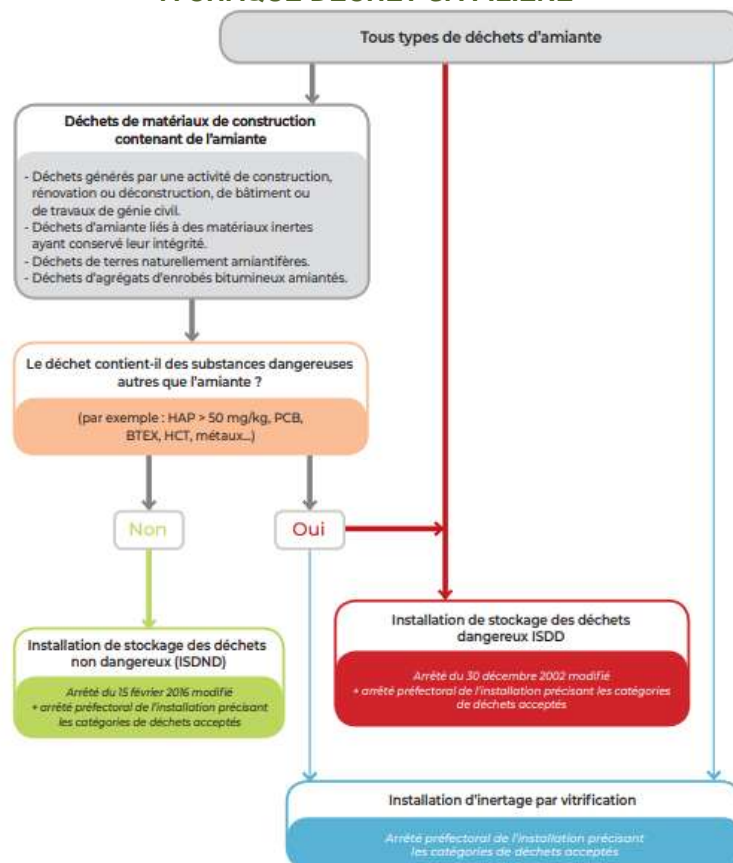 Tous types de déchets d'amiante
Déchets de matériaux de construction
contenant de l'amiante
- Déchets générés par une activité de construction,
rénovation ou déconstruction, de bâtiment ou
de travaux de génie civil.
- Déchets d'amiante liés à des matériaux inertes
ayant conservé leur intégrité.
- Déchets de terres naturellement amiantifères.
- Déchets d'agrégats d'enrobés bitumineux amiantés.
Le déchet contient-il des substances dangereuses
autres que l'amiante ?
(par exemple : HAP > 50 mg/kg, PCB,
BTEX, HCT, métaux...)
Non
Oui
Installation de stockage des déchets
non dangereux (ISDND)
Arrêté du 15 février 2016 modifié
+ arrêté préfectoral de l'installation précisant
les catégories de déchets acceptés
Installation de stockage des déchets
dangereux ISDD
Arrêté du 30 décembre 2002 modifié
+ arrêté préfectoral de l'installation précisant les catégories
de déchets acceptés
Installation d'inertage par vitrification
Arrêté préfectoral de l'installation précisant
les catégories de déchets acceptés